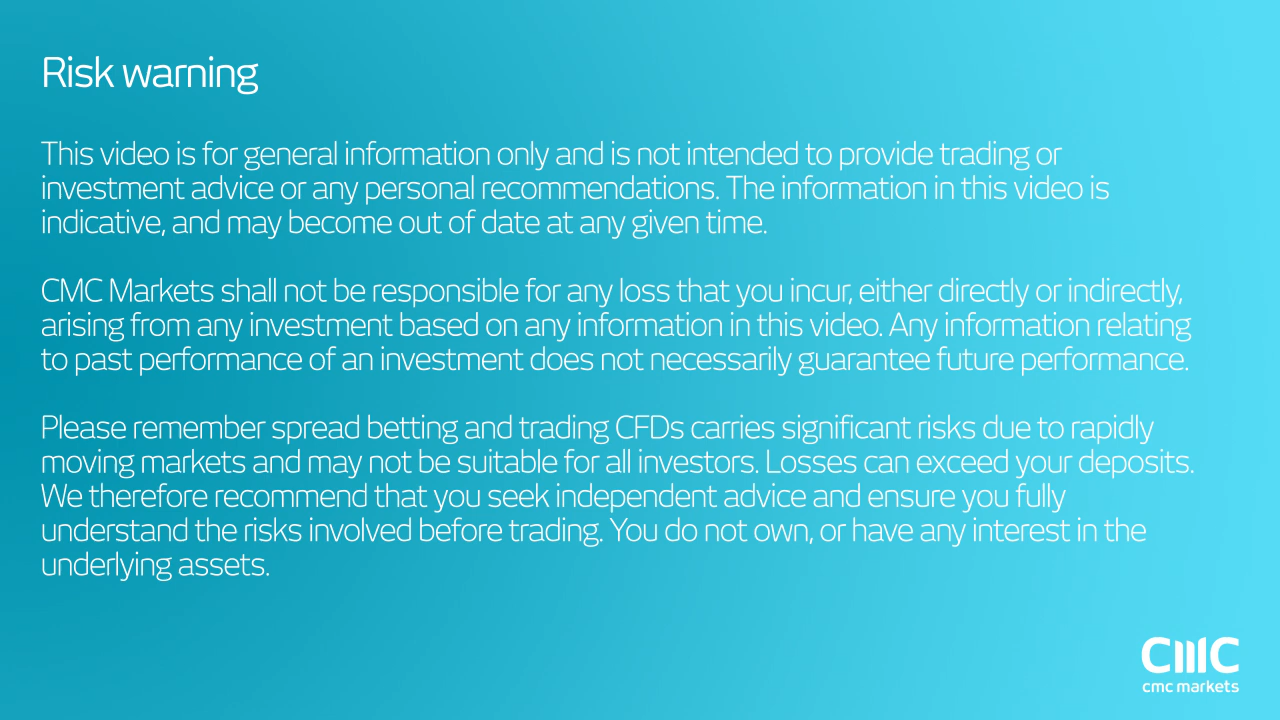 Risk warning
This video is for general information only and is not intended to provide trading or
investment advice or any personal recommendations. The information in this video is
indicative, and may become out of date at any given time.
CMC Markets shall not be responsible for any loss that you incur, either directly or indirectly,
arising from any investment based on any information in this video. Any information relating
to past performance of an investment does not necessarily guarantee future performance.
Please remember spread betting and trading CFDs carries significant risks due to rapidly
moving markets and may not be suitable for all investors. Losses can exceed your deposits.
We therefore recommend that you seek independent advice and ensure you fully
understand the risks involved before trading. You do not own, or have any interest in the
underlying assets.
CMC
cmc markets